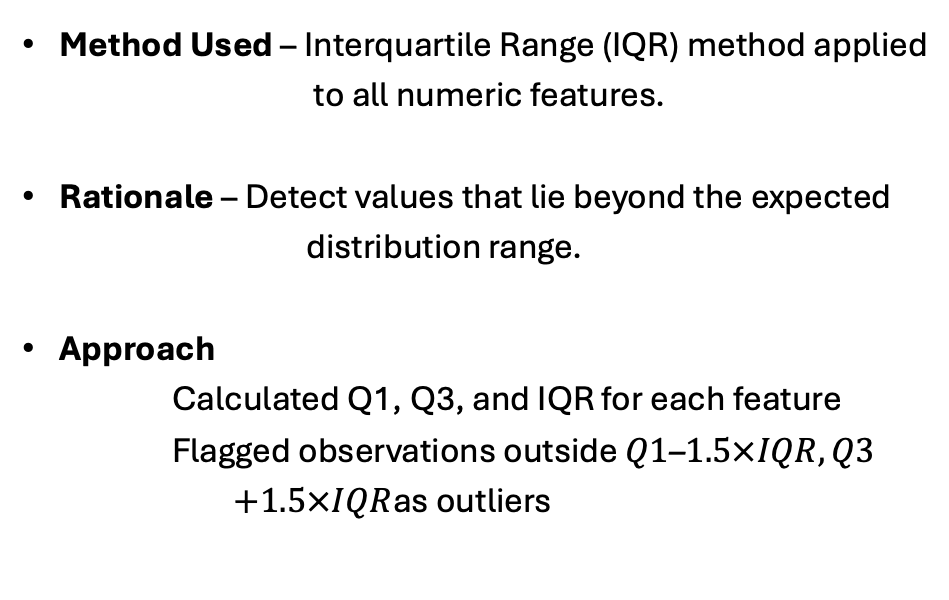 • Method Used – Interquartile Range (IQR) method applied
to all numeric features.
• Rationale – Detect values that lie beyond the expected
distribution range.
• Approach
Calculated Q1, Q3, and IQR for each feature
Flagged observations outside 𝑄1–1.5×𝐼𝑄𝑅, 𝑄3
+1.5×𝐼𝑄𝑅as outliers